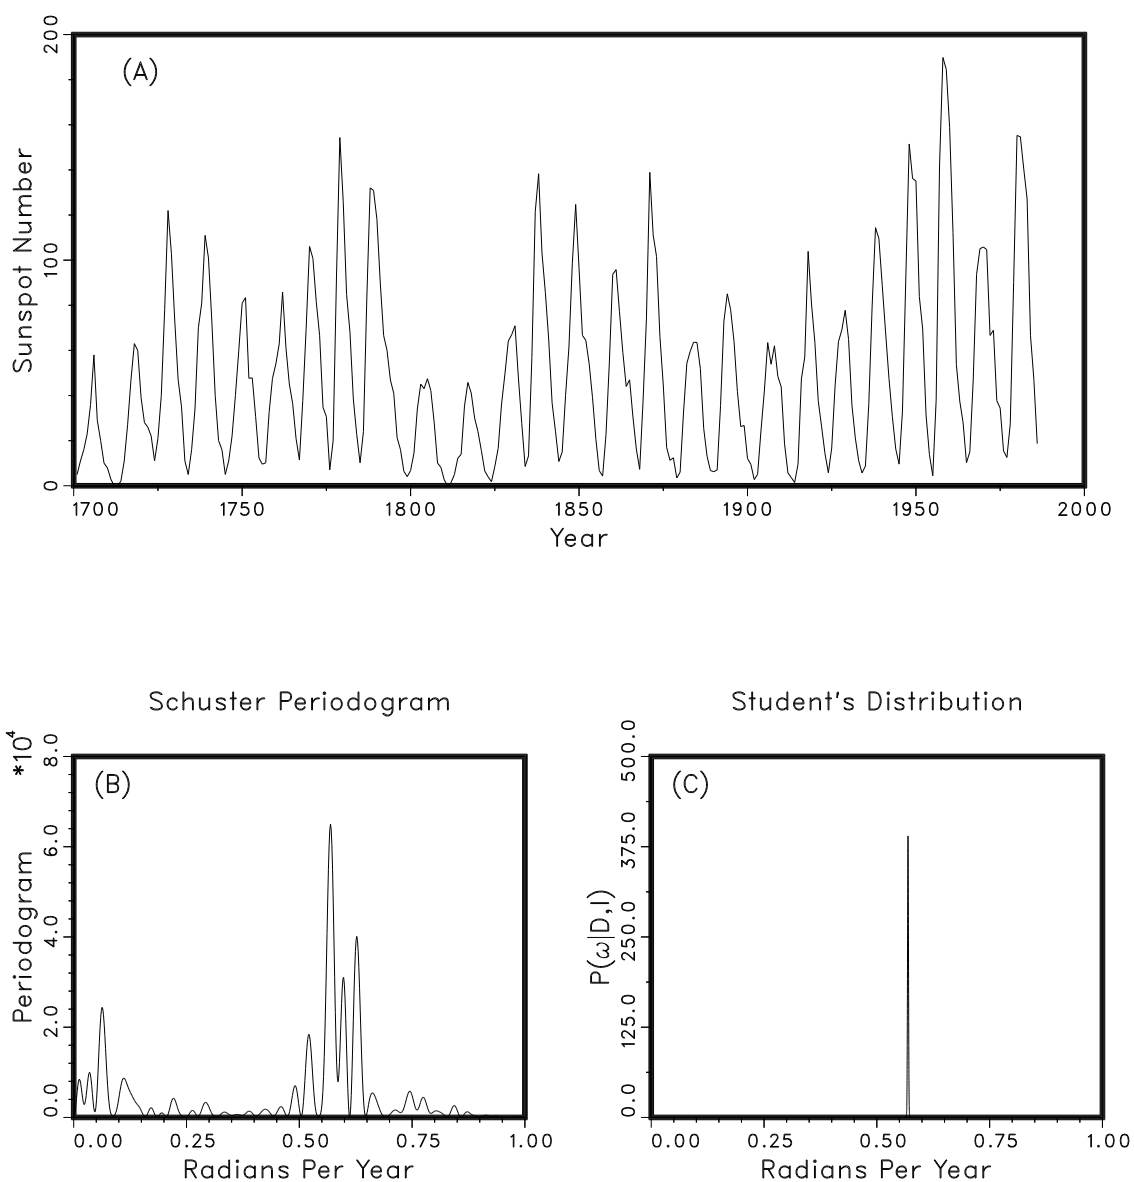 200
(A)
Sunspot Number
100
0
1700 1750 1800 1850 1900 1950 2000
Year
Schuster Periodogram
*10⁴
8.0
(B)
6.0
Periodogram
4.0
2.0
0.0
0.00 0.25 0.50 0.75 1.00
Radians Per Year
Student's Distribution
500.0
(C)
375.0
P(ω|D,I)
250.0
125.0
0.0
0.00 0.25 0.50 0.75 1.00
Radians Per Year